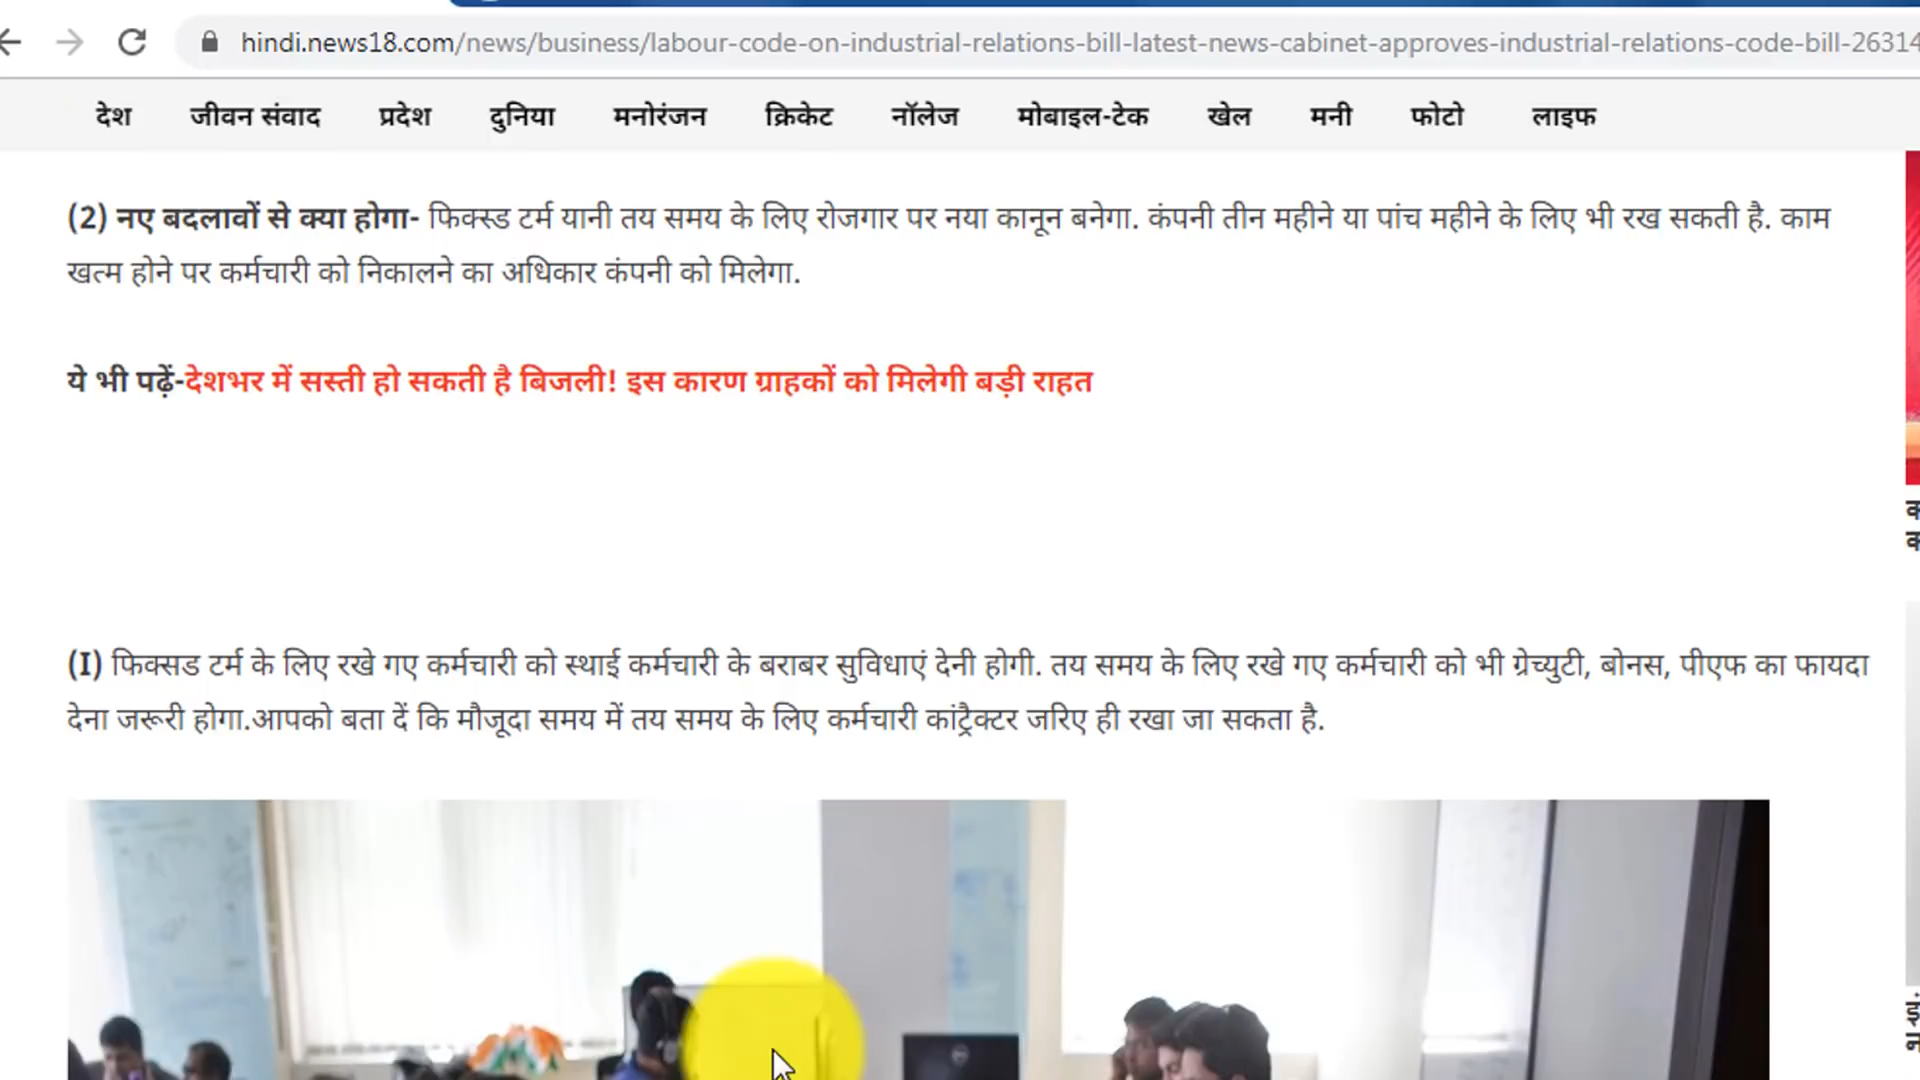 hindi.news18.com/news/business/labour-code-on-industrial-relations-bill-latest-news-cabinet-approves-industrial-relations-code-bill-26314
देश जीवन संवाद प्रदेश दुनिया मनोरंजन क्रिकेट नॉलेज मोबाइल-टेक खेल मनी फोटो लाइफ
(2) नए बदलावों से क्या होगा- फिक्स्ड टर्म यानी तय समय के लिए रोजगार पर नया कानून बनेगा. कंपनी तीन महीने या पांच महीने के लिए भी रख सकती है. काम
खत्म होने पर कर्मचारी को निकालने का अधिकार कंपनी को मिलेगा.
ये भी पढ़ें-देशभर में सस्ती हो सकती है बिजली! इस कारण ग्राहकों को मिलेगी बड़ी राहत
(I) फिक्सड टर्म के लिए रखे गए कर्मचारी को स्थाई कर्मचारी के बराबर सुविधाएं देनी होगी. तय समय के लिए रखे गए कर्मचारी को भी ग्रेच्युटी, बोनस, पीएफ का फायदा
देना जरूरी होगा.आपको बता दें कि मौजूदा समय में तय समय के लिए कर्मचारी कांट्रैक्टर जरिए ही रखा जा सकता है.